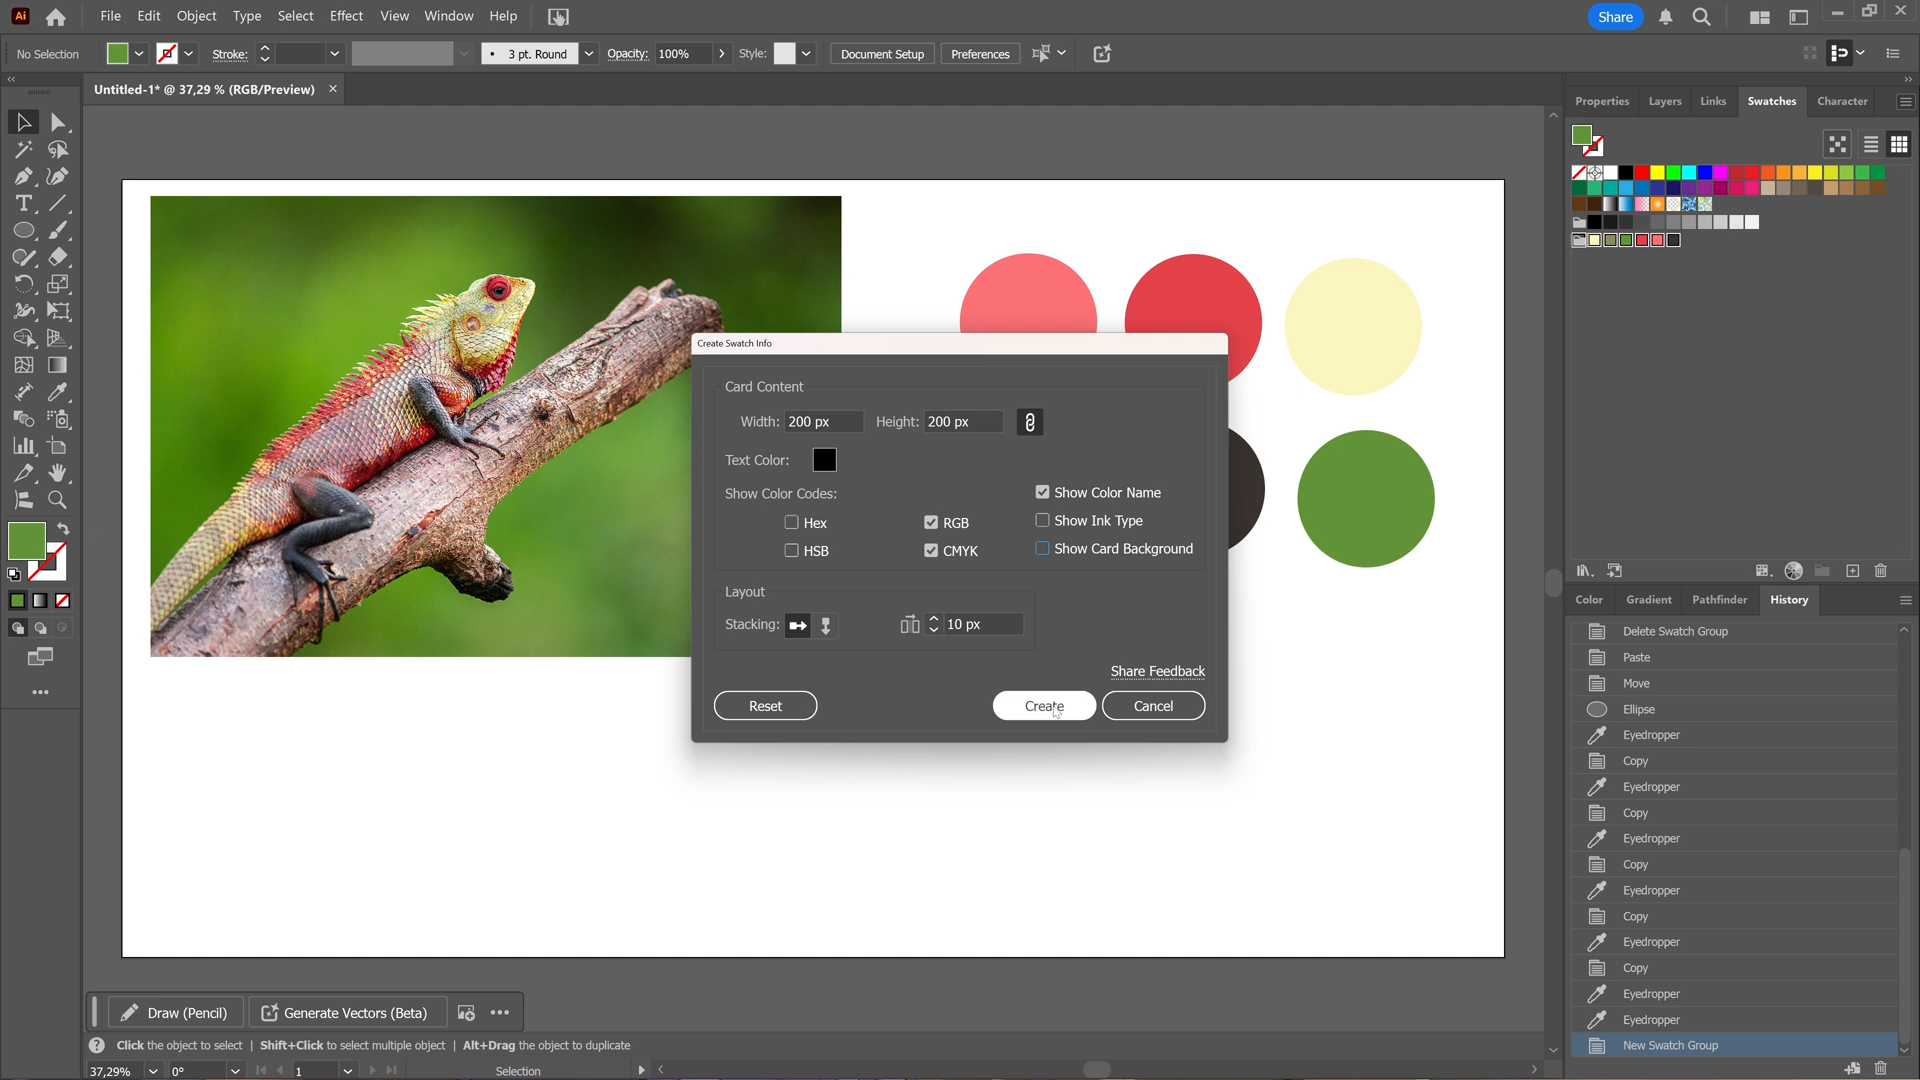 Ai File Edit Object Type Select Effect View Window Help Share
No Selection Stroke: 3 pt. Round Opacity: 100% Style: Document Setup Preferences
Untitled-1* @ 37,29 % (RGB/Preview)
Properties Layers Links Swatches Character
Create Swatch Info
Card Content
Width: 200 px Height: 200 px
Text Color:
Show Color Codes:
Show Color Name
Hex RGB
Show Ink Type
HSB CMYK
Show Card Background
Layout
Stacking: 10 px
Share Feedback
Reset Create Cancel
Color Gradient Pathfinder History
Delete Swatch Group
Paste
Move
Ellipse
Eyedropper
Copy
Eyedropper
Copy
Eyedropper
Copy
Eyedropper
Copy
Eyedropper
Copy
Eyedropper
Eyedropper
New Swatch Group
Draw (Pencil) Generate Vectors (Beta)
Click the object to select | Shift+Click to select multiple object | Alt+Drag the object to duplicate
37,29% 0° 1 Selection